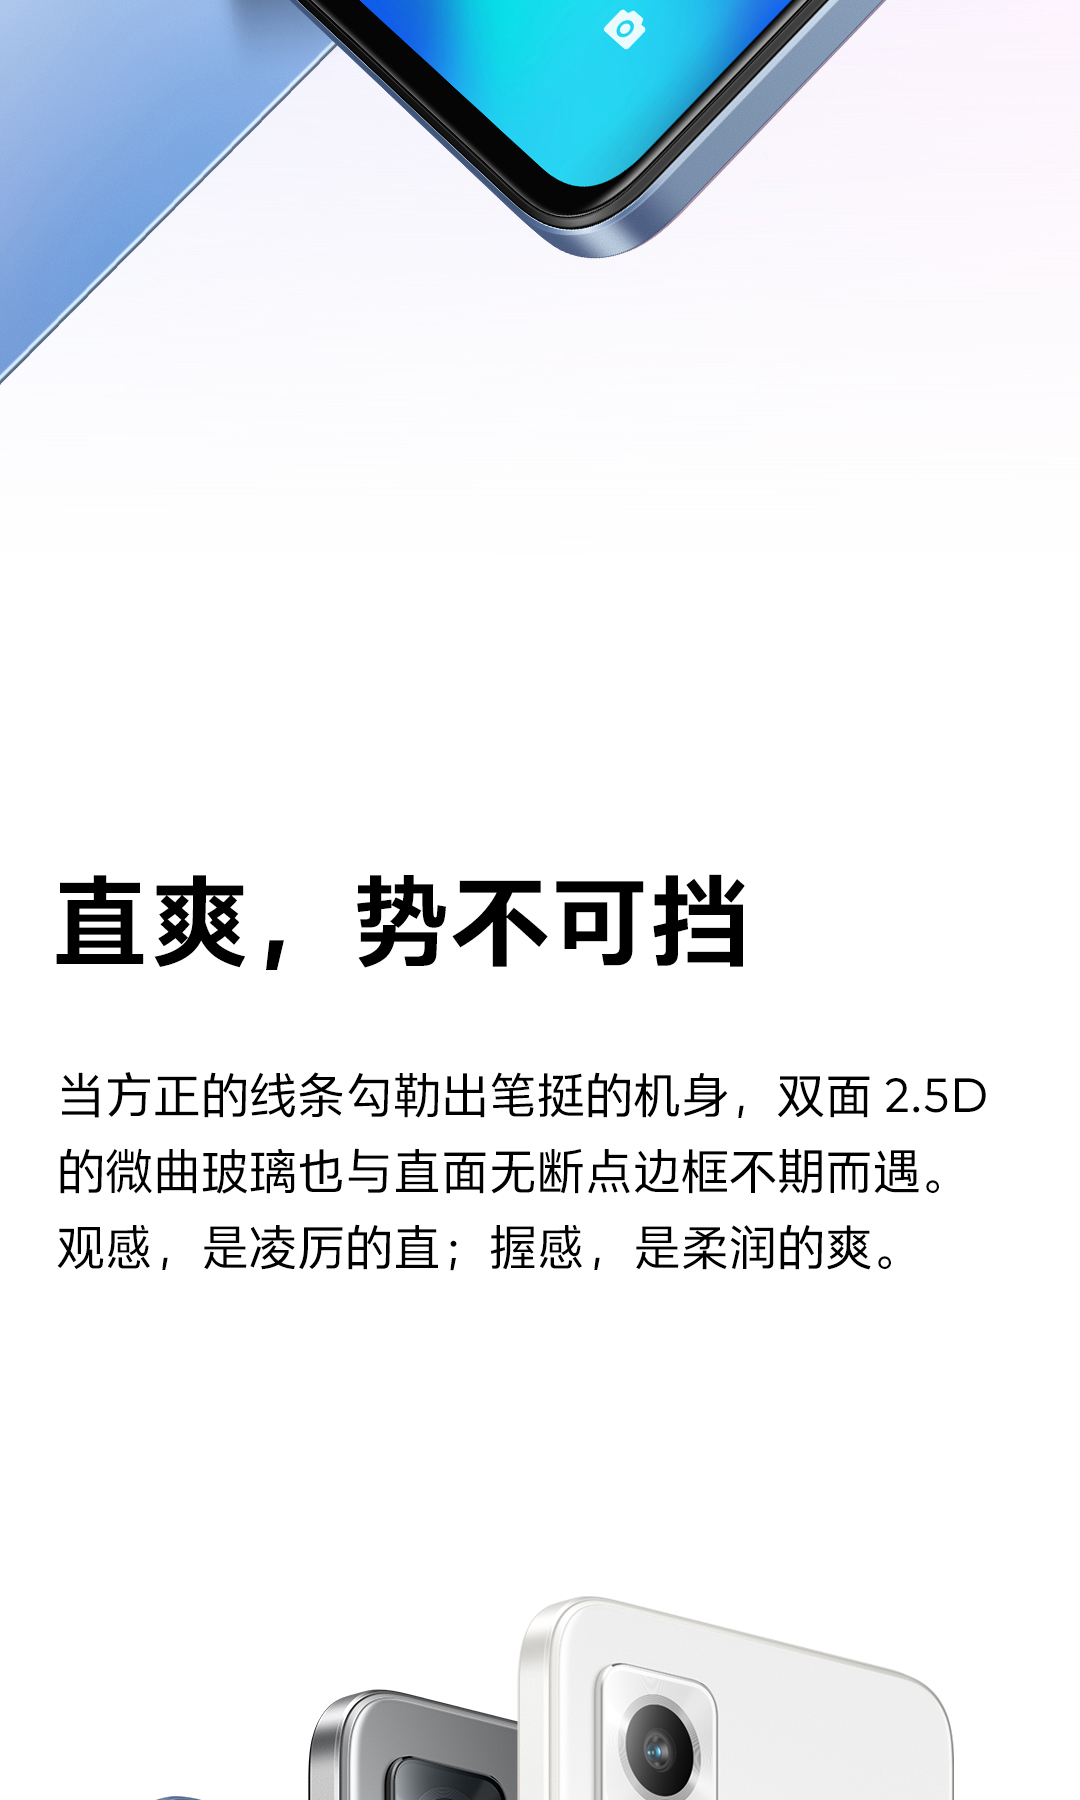 直爽，势不可挡
当方正的线条勾勒出笔挺的机身，双面 2.5D
的微曲玻璃也与直面无断点边框不期而遇。
观感，是凌厉的直；握感，是柔润的爽。